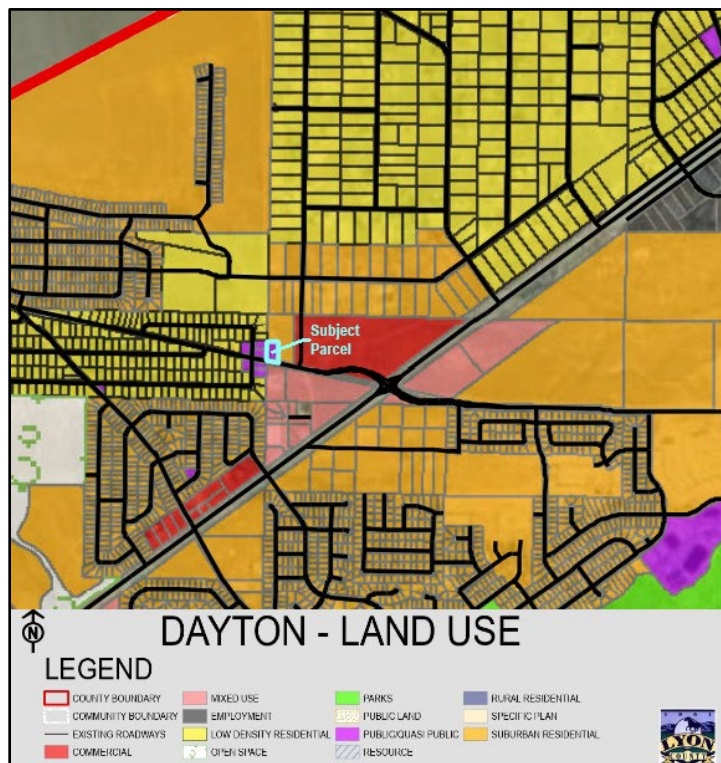 Subject
Parcel
N
DAYTON - LAND USE
LEGEND
COUNTY BOUNDARY
MIXED USE
PARKS
RURAL RESIDENTIAL
COMMUNITY BOUNDARY
EMPLOYMENT
PUBLIC LAND
SPECIFIC PLAN
EXISTING ROADWAYS
LOW DENSITY RESIDENTIAL
PUBLIC/QUASI PUBLIC
SUBURBAN RESIDENTIAL
COMMERCIAL
OPEN SPACE
RESOURCE
LYON
COUNTY